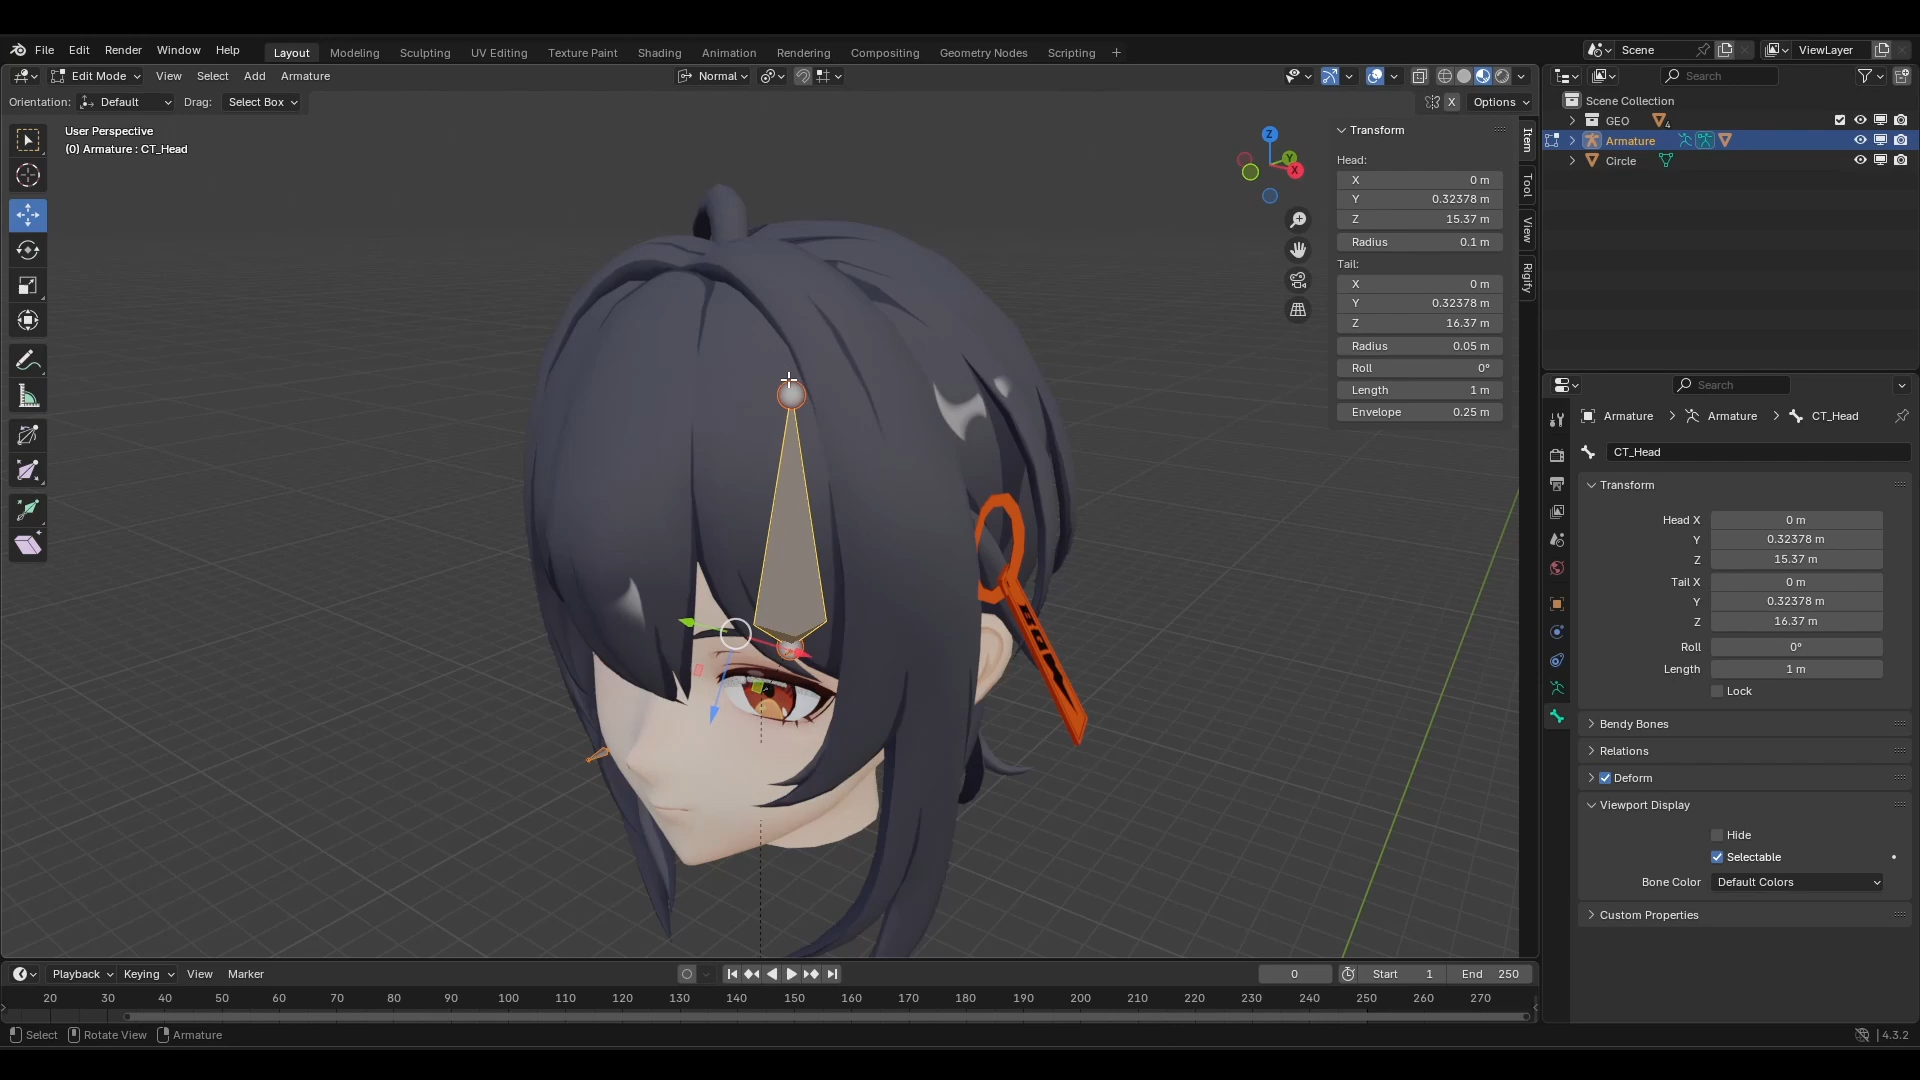 File Edit Render Window Help Layout Modeling Sculpting UV Editing Texture Paint Shading Animation Rendering Compositing Geometry Nodes Scripting + Scene ViewLayer
Edit Mode View Select Add Armature Normal Search
Orientation: Default Drag: Select Box X Options
User Perspective
(0) Armature : CT_Head
Z
Y
X
Transform
Head:
X 0 m
Y 0.32378 m
Z 15.37 m
Radius 0.1 m
Tail:
X 0 m
Y 0.32378 m
Z 16.37 m
Radius 0.05 m
Roll 0°
Length 1 m
Envelope 0.25 m
Item
Tool
View
Rigify
Scene Collection
GEO 4
Armature
Circle
Search
Armature Armature CT_Head
CT_Head
Transform
Head X 0 m
Y 0.32378 m
Z 15.37 m
Tail X 0 m
Y 0.32378 m
Z 16.37 m
Roll 0°
Length 1 m
Lock
Bendy Bones
Relations
Deform
Viewport Display
Hide
Selectable
Bone Color Default Colors
Custom Properties
Playback Keying View Marker 0 Start 1 End 250
20 30 40 50 60 70 80 90 100 110 120 130 140 150 160 170 180 190 200 210 220 230 240 250 260 270
Select Rotate View Armature 4.3.2